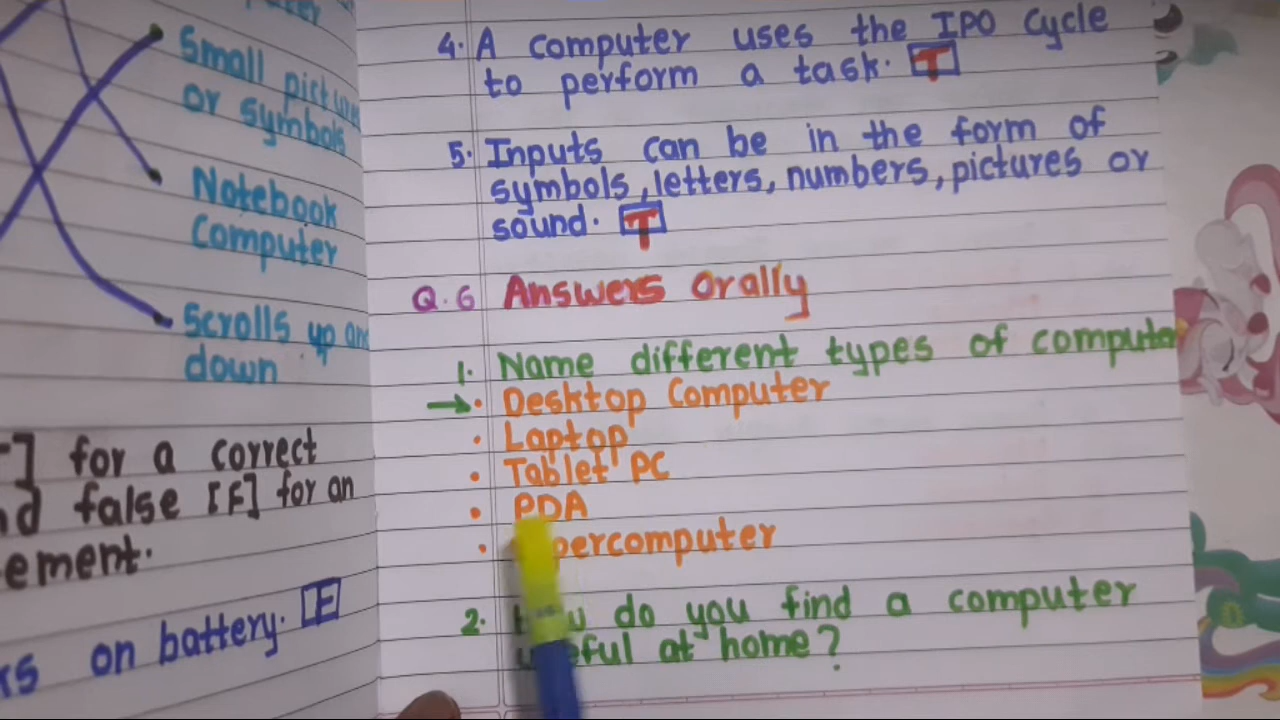 Small pictures
or symbols
Notebook
Computer
Scrolls up and
down
for a correct
false [F] for an
ement.
on battery. F
4. A computer uses the IPO Cycle
to perform a task. T
5. Inputs can be in the form of
symbols, letters, numbers, pictures or
sound. T
Q.6 Answers Orally
1. Name different types of computer
→ • Desktop Computer
• Laptop
• Tablet PC
• PDA
• percomputer
2. do you find a computer
eful at home?